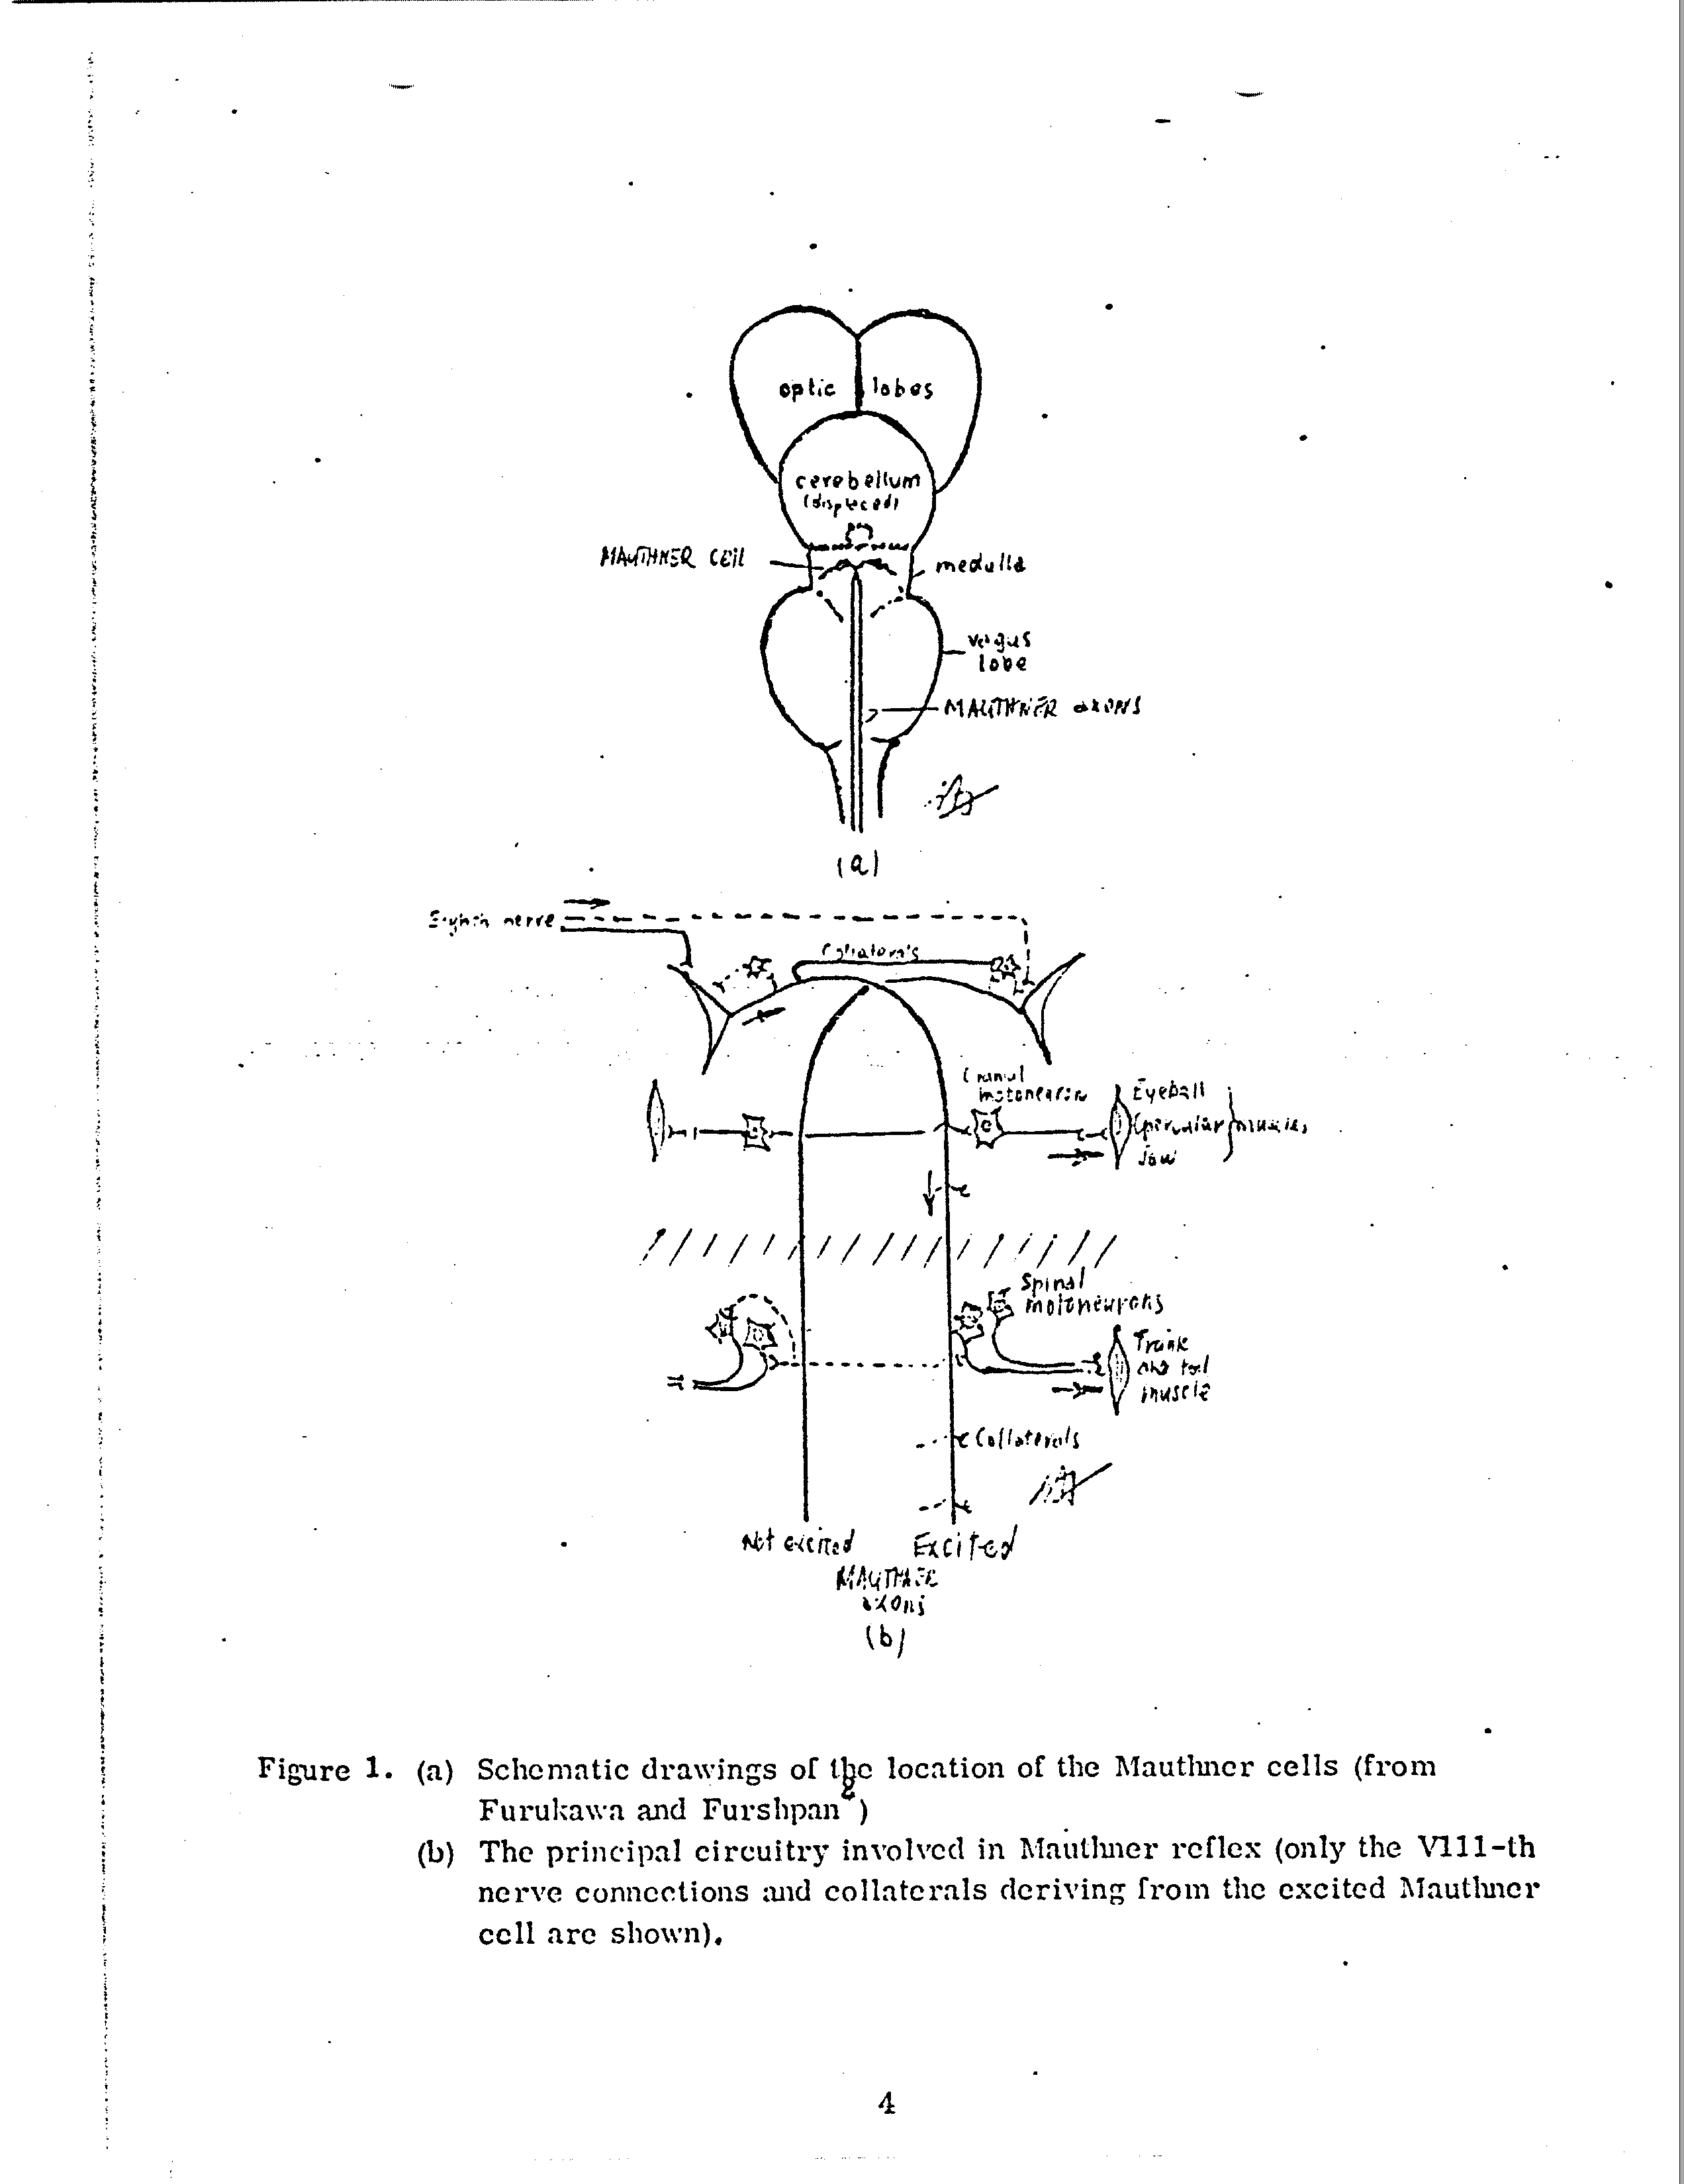 optic lobes
cerebellum
(displaced)
MAUTHNER CELL
medulla
vagus
lobe
MAUTHNER axons
(a)
Eighth nerve
Collaterals
Cranial
motoneuron
Eyeball
Opercular muscles
Jaw
Spinal
motoneurons
Trunk
and tail
muscle
Collaterals
Not excited Excited
MAUTHNER
axons
(b)
Figure 1. (a) Schematic drawings of the location of the Mauthner cells (from
Furukawa and Furshpan )
(b) The principal circuitry involved in Mauthner reflex (only the V111-th
nerve connections and collaterals deriving from the excited Mauthner
cell are shown).
4